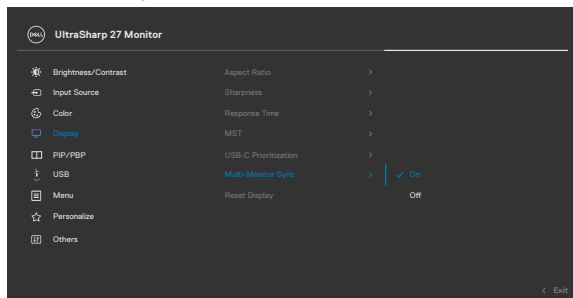 DELL UltraSharp 27 Monitor
Brightness/Contrast Aspect Ratio >
Input Source Sharpness >
Color Response Time >
Display MST >
PIP/PBP USB-C Prioritization >
USB Multi-Monitor Sync > ✓ On
Menu Reset Display Off
Personalize
Others
< Exit